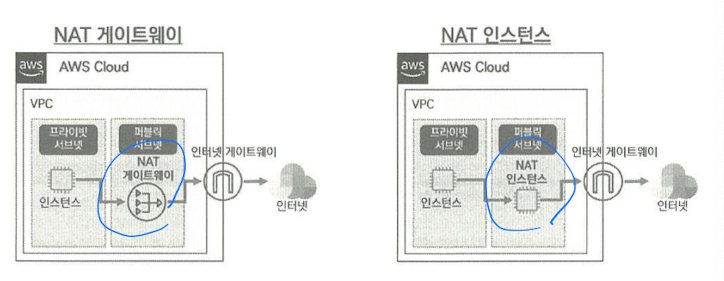 NAT 게이트웨이
aws
AWS Cloud
VPC
프라이빗
서브넷
퍼블릭
서브넷
NAT
게이트웨이
인터넷 게이트웨이
인스턴스
인터넷
NAT 인스턴스
aws
AWS Cloud
VPC
프라이빗
서브넷
퍼블릭
서브넷
NAT
인스턴스
인터넷 게이트웨이
인스턴스
인터넷